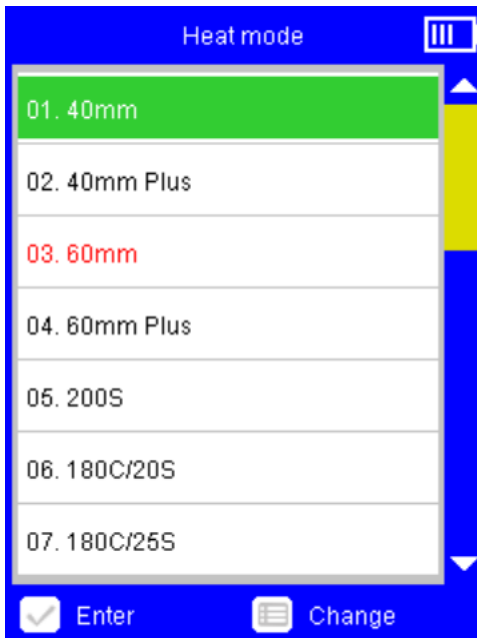 Heat mode
01. 40mm
02. 40mm Plus
03. 60mm
04. 60mm Plus
05. 200S
06. 180C/20S
07. 180C/25S
Enter Change